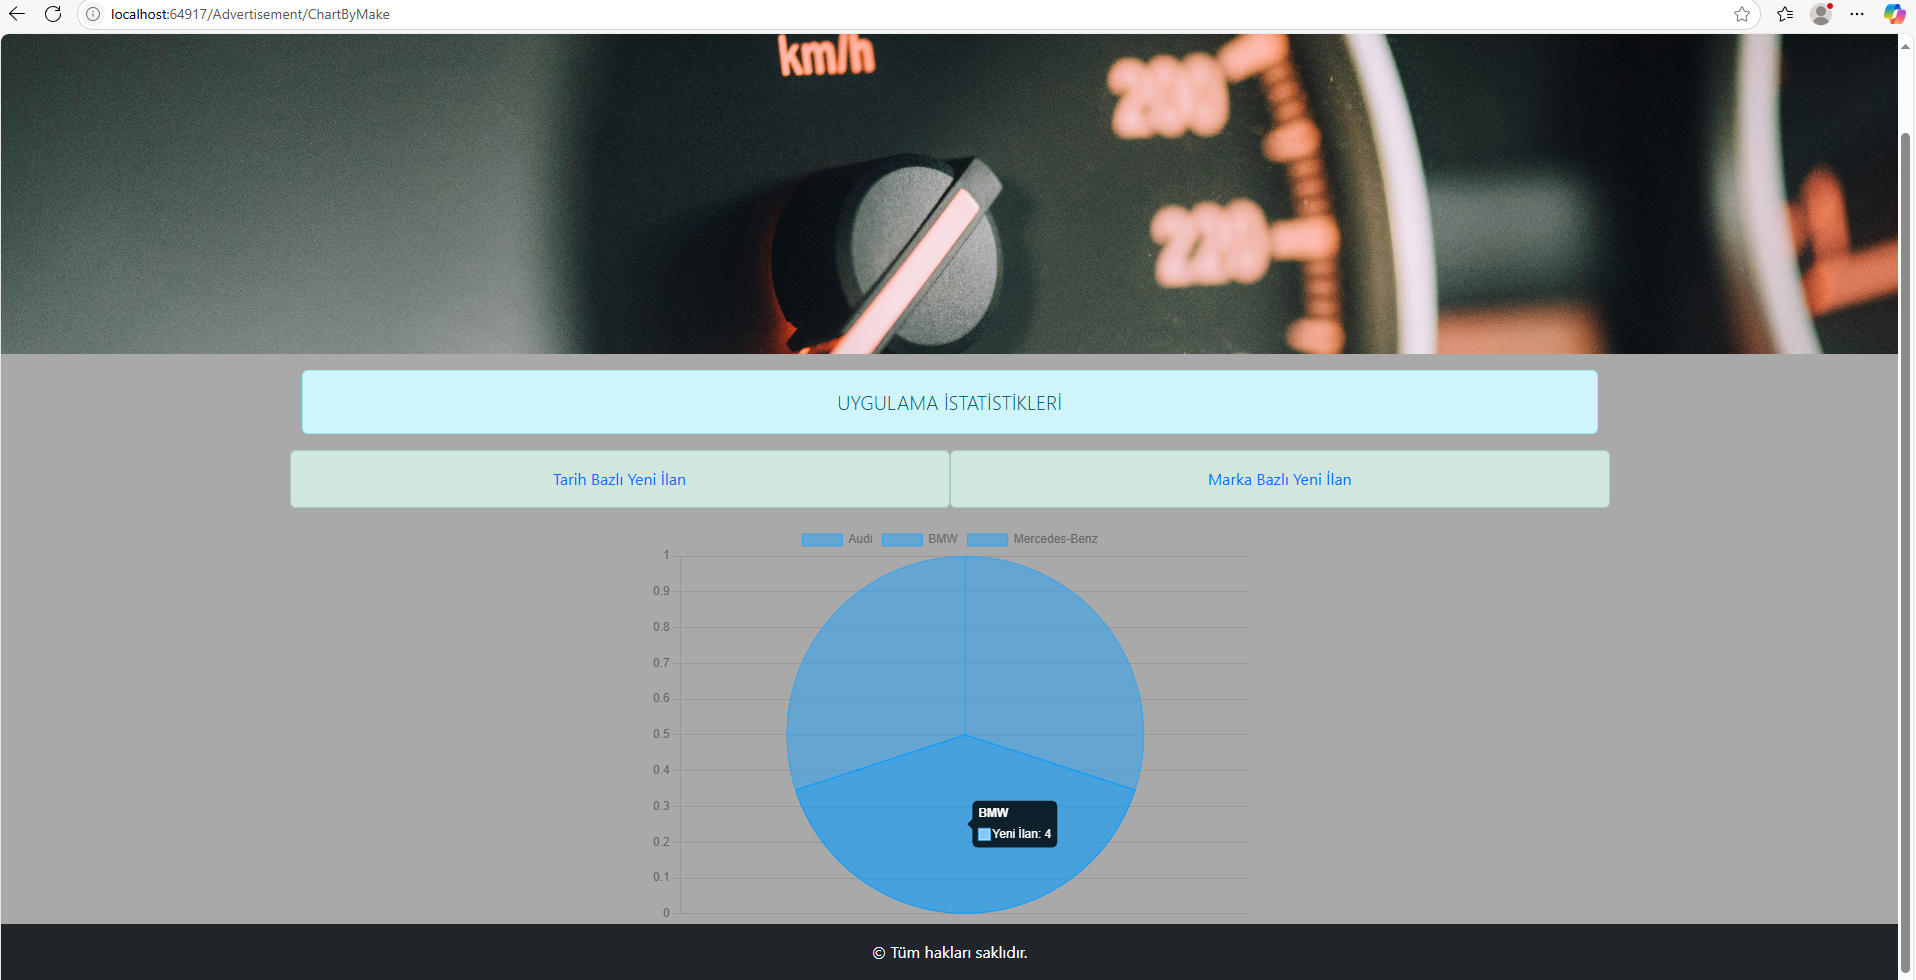 localhost:64917/Advertisement/ChartByMake
km/h
200
220
UYGULAMA İSTATİSTİKLERİ
Tarih Bazlı Yeni İlan
Marka Bazlı Yeni İlan
Audi BMW Mercedes-Benz
1
0.9
0.8
0.7
0.6
0.5
0.4
0.3
0.2
0.1
0
BMW
Yeni İlan: 4
© Tüm hakları saklıdır.